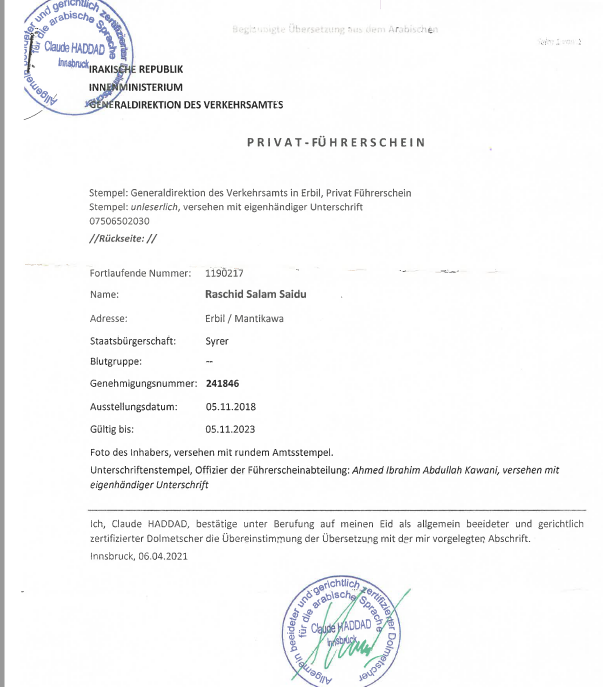 Allgemein beeideter und gerichtlich zertifizierter Dolmetscher
für die arabische Sprache
Claude HADDAD
Innsbruck
Beglaubigte Übersetzung aus dem Arabischen
IRAKISCHE REPUBLIK
INNENMINISTERIUM
GENERALDIREKTION DES VERKEHRSAMTES
PRIVAT-FÜHRERSCHEIN
Stempel: Generaldirektion des Verkehrsamts in Erbil, Privat Führerschein
Stempel: unleserlich, versehen mit eigenhändiger Unterschrift
07506502030
//Rückseite: //
Fortlaufende Nummer: 1190217
Name: Raschid Salam Saidu
Adresse: Erbil / Mantikawa
Staatsbürgerschaft: Syrer
Blutgruppe: --
Genehmigungsnummer: 241846
Ausstellungsdatum: 05.11.2018
Gültig bis: 05.11.2023
Foto des Inhabers, versehen mit rundem Amtsstempel.
Unterschriftenstempel, Offizier der Führerscheinabteilung: Ahmed Ibrahim Abdullah Kawani, versehen mit
eigenhändiger Unterschrift
Ich, Claude HADDAD, bestätige unter Berufung auf meinen Eid als allgemein beeideter und gerichtlich
zertifizierter Dolmetscher die Übereinstimmung der Übersetzung mit der mir vorgelegten Abschrift.
Innsbruck, 06.04.2021
Allgemein beeideter und gerichtlich zertifizierter Dolmetscher
für die arabische Sprache
Claude HADDAD
Innsbruck